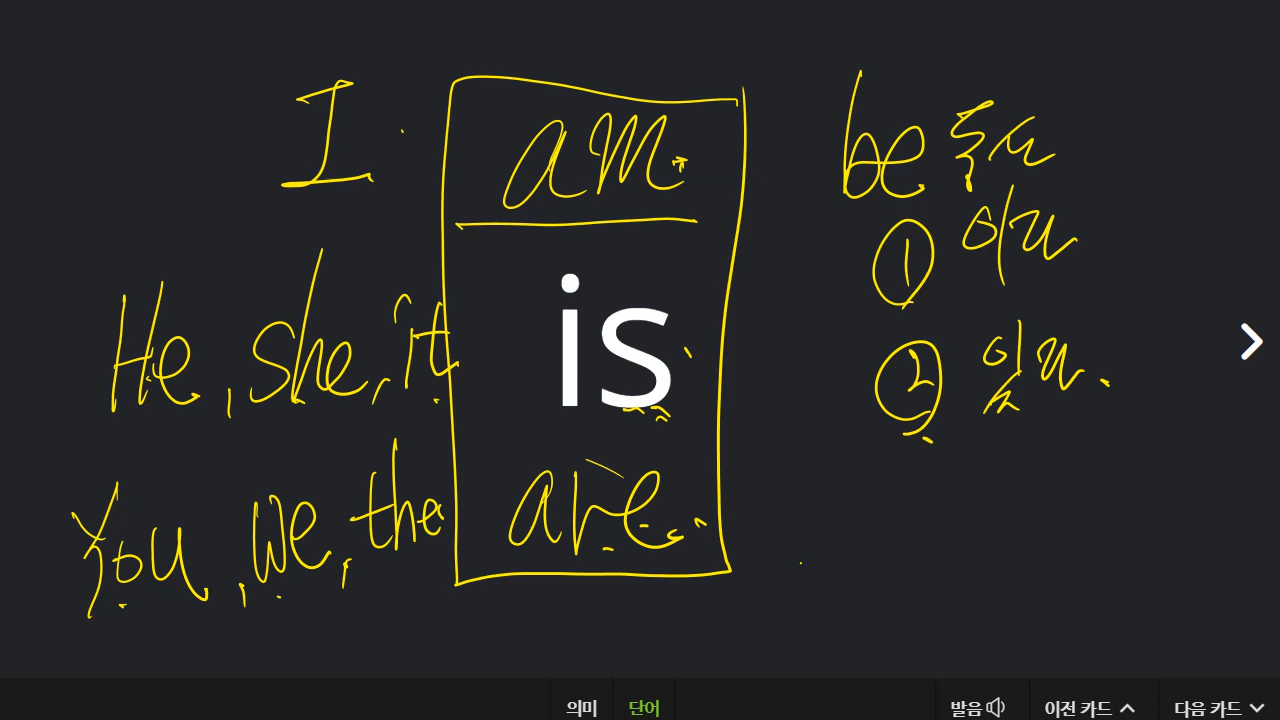 I am be 동사
① 이다
He, she, it is
② 있다.
You, we, the are
의미 단어 발음 이전 카드 다음 카드